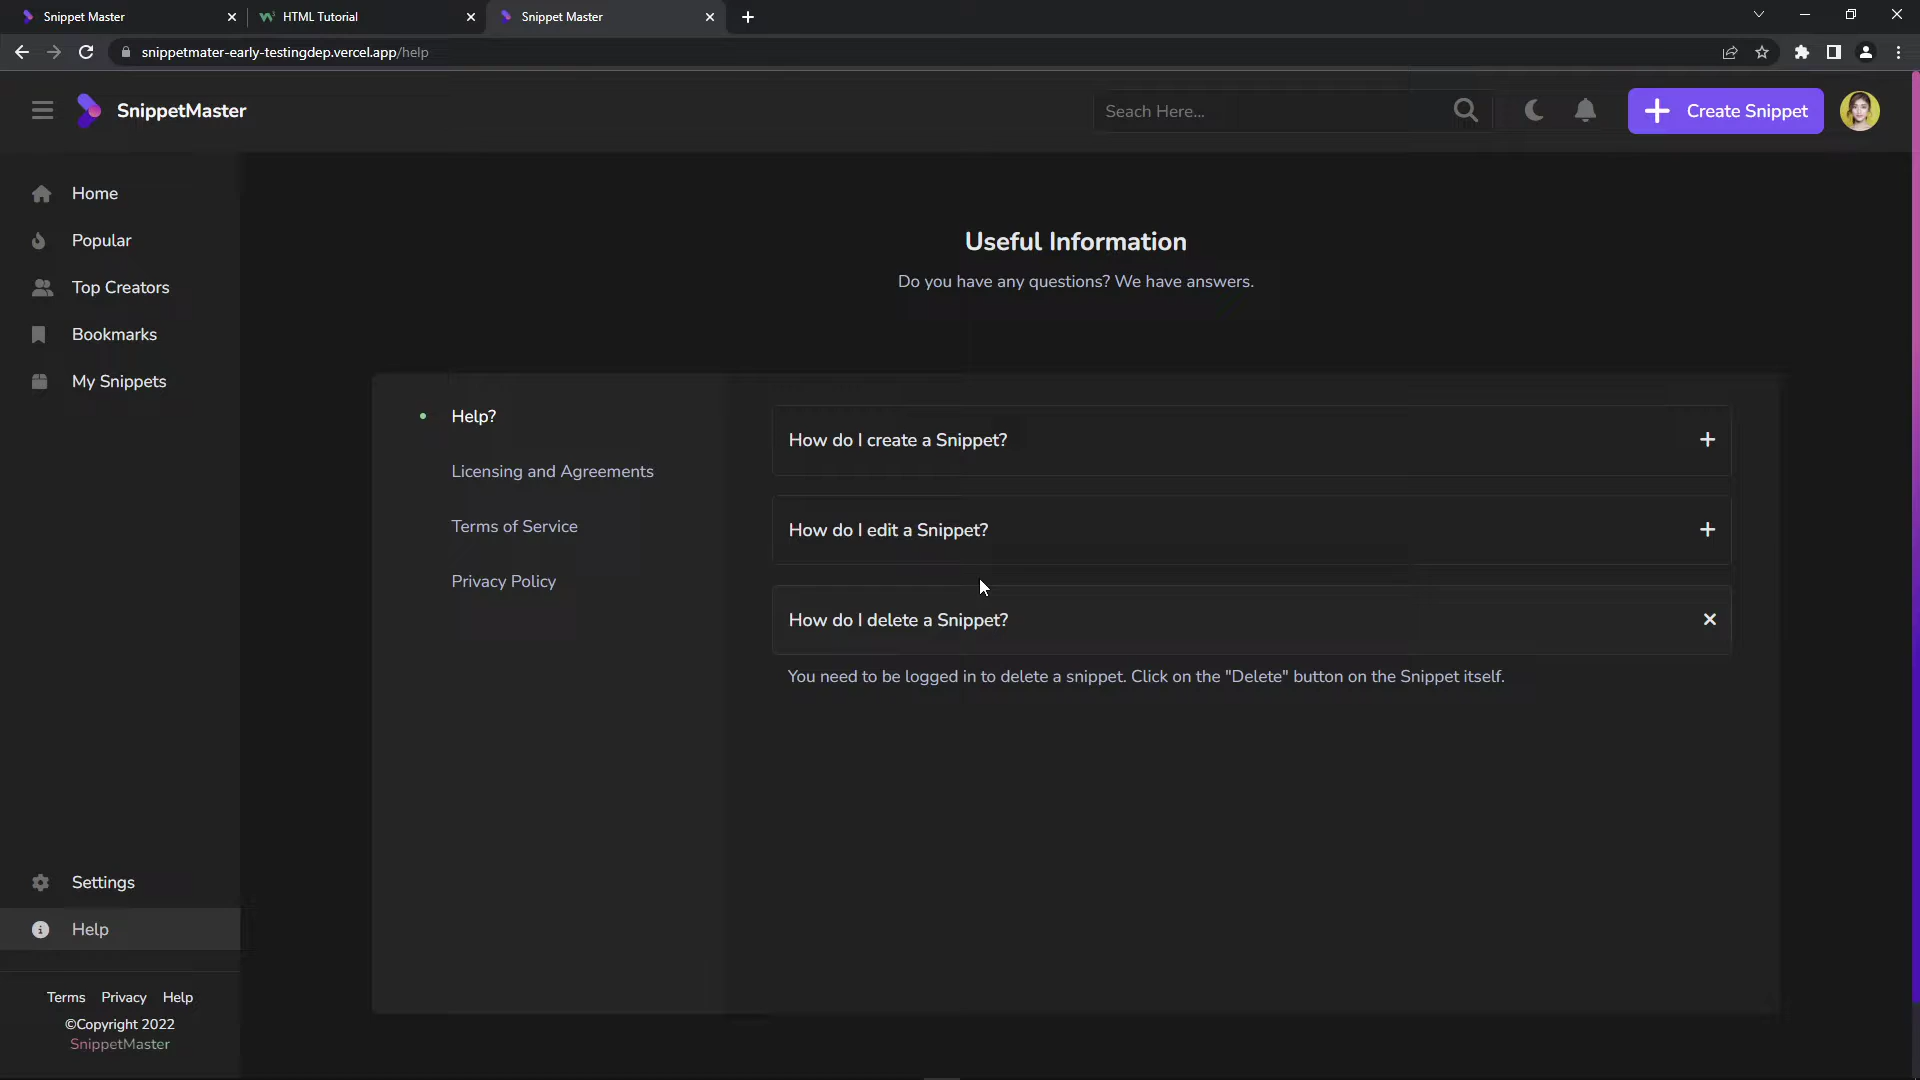 Snippet Master
HTML Tutorial
Snippet Master
snippetmater-early-testingdep.vercel.app/help
SnippetMaster
Seach Here...
Create Snippet
Home
Popular
Top Creators
Bookmarks
My Snippets
Useful Information
Do you have any questions? We have answers.
Help?
Licensing and Agreements
Terms of Service
Privacy Policy
How do I create a Snippet?
How do I edit a Snippet?
How do I delete a Snippet?
You need to be logged in to delete a snippet. Click on the "Delete" button on the Snippet itself.
Settings
Help
Terms Privacy Help
©Copyright 2022
SnippetMaster